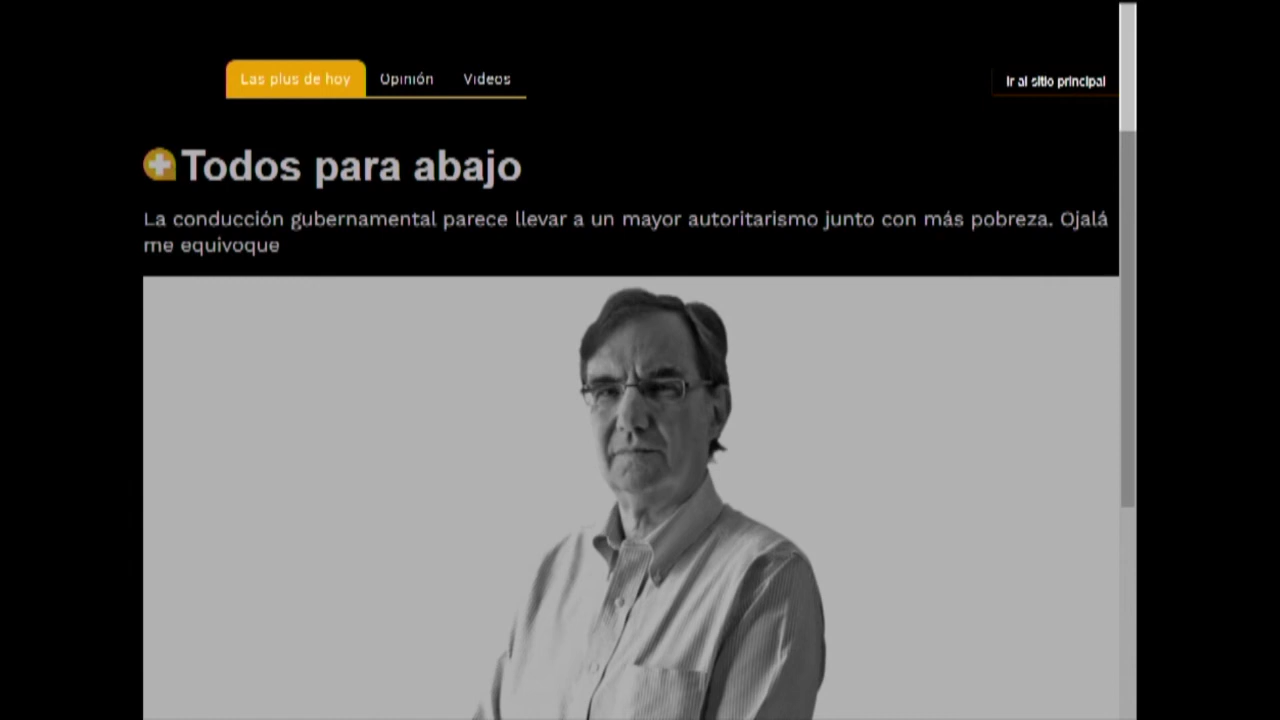 Las plus de hoy
Opinión
Videos
Ir al sitio principal
Todos para abajo
La conducción gubernamental parece llevar a un mayor autoritarismo junto con más pobreza. Ojalá
me equivoque